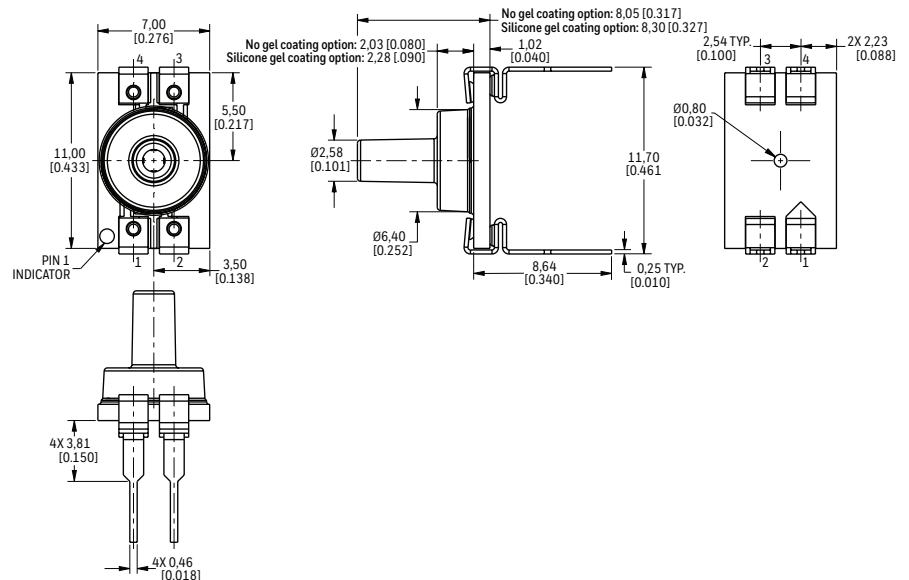 7,00
[0.276]
4 3
5,50
[0.217]
11,00
[0.433]
PIN 1
INDICATOR
1 2
3,50
[0.138]
No gel coating option: 8,05 [0.317]
Silicone gel coating option: 8,30 [0.327]
No gel coating option: 2,03 [0.080]
Silicone gel coating option: 2,28 [.090]
1,02
[0.040]
Ø2,58
[0.101]
Ø6,40
[0.252]
11,70
[0.461
8,64
[0.340]
0,25 TYP.
[0.010]
2,54 TYP.
[0.100]
2X 2,23
[0.088]
3 4
Ø0,80
[0.032]
2 1
4X 3,81
[0.150]
4X 0,46
[0.018]